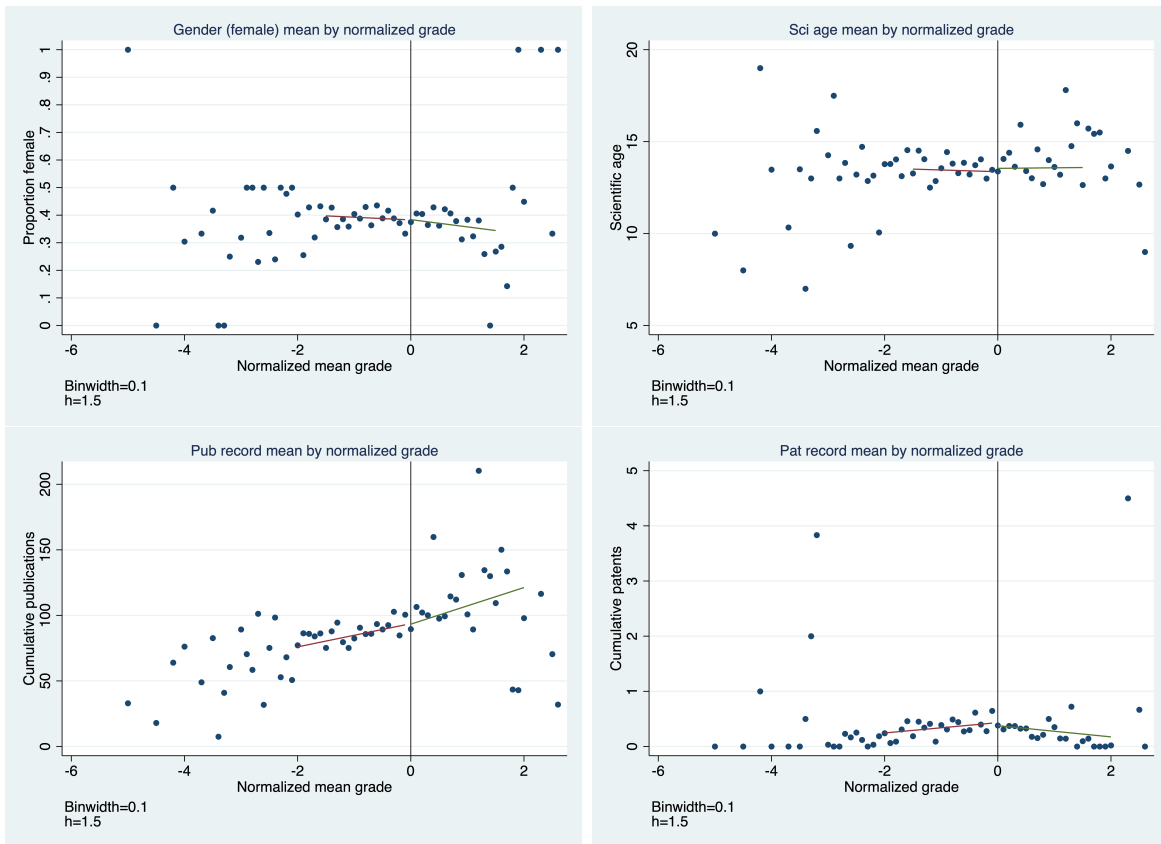 Gender (female) mean by normalized grade
Proportion female
1
.9
.8
.7
.6
.5
.4
.3
.2
.1
0
-6 -4 -2 0 2
Normalized mean grade
Binwidth=0.1
h=1.5
Sci age mean by normalized grade
Scientific age
20
15
10
5
-6 -4 -2 0 2
Normalized mean grade
Binwidth=0.1
h=1.5
Pub record mean by normalized grade
Cumulative publications
200
150
100
50
0
-6 -4 -2 0 2
Normalized mean grade
Binwidth=0.1
h=1.5
Pat record mean by normalized grade
Cumulative patents
5
4
3
2
1
0
-6 -4 -2 0 2
Normalized grade
Binwidth=0.1
h=1.5